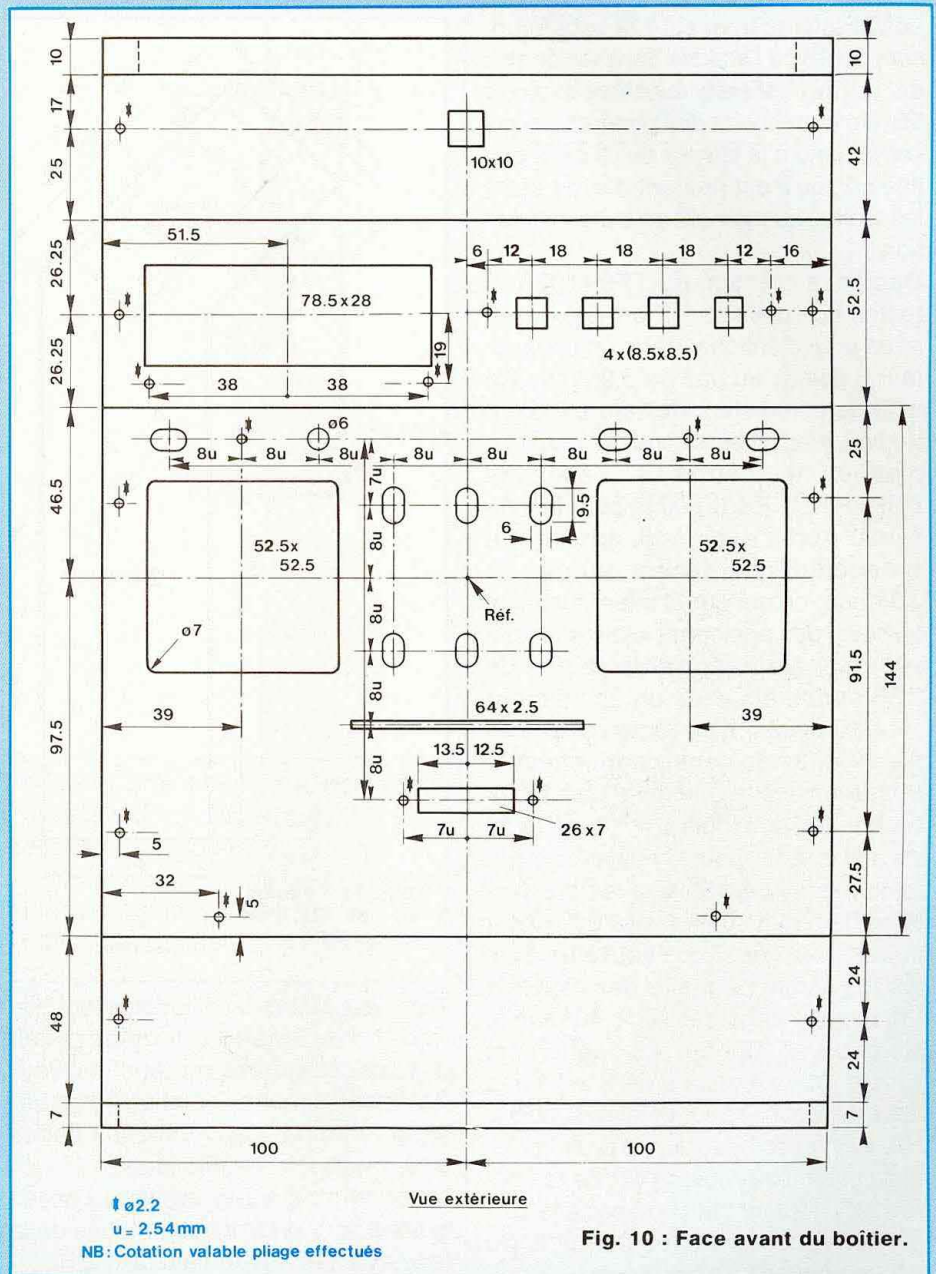 10
10
17
25
42
10x10
51.5
26.25
26.25
78.5x28
6 12 18 18 18 12 16
52.5
4x(8.5x8.5)
19
38 38
ø6
8u 8u 8u 8u 8u 8u 8u 8u
25
7u
46.5
8u
6
9.5
52.5x
52.5
52.5x
52.5
Réf.
ø7
8u
91.5
144
39
39
8u
64x2.5
97.5
13.5 12.5
8u
26x7
7u 7u
5
32
5
27.5
48
24
24
7
7
100 100
Vue extérieure
ø2.2
u = 2.54mm
NB: Cotation valable pliage effectués
Fig. 10 : Face avant du boîtier.